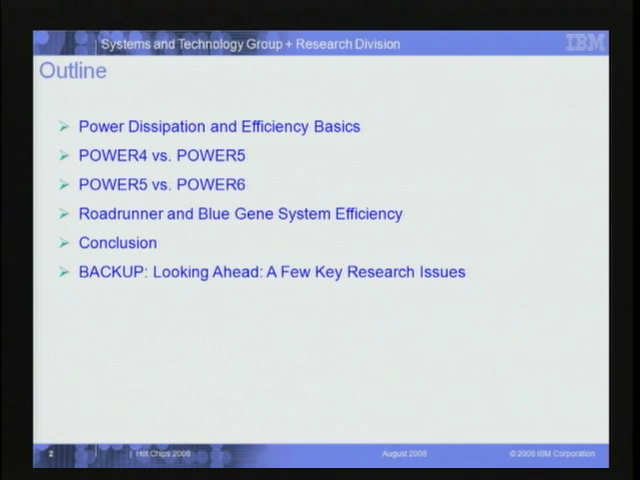 Systems and Technology Group + Research Division
IBM
Outline
Power Dissipation and Efficiency Basics
POWER4 vs. POWER5
POWER5 vs. POWER6
Roadrunner and Blue Gene System Efficiency
Conclusion
BACKUP: Looking Ahead: A Few Key Research Issues
2 | Hot Chips 2008 August 2008 © 2008 IBM Corporation